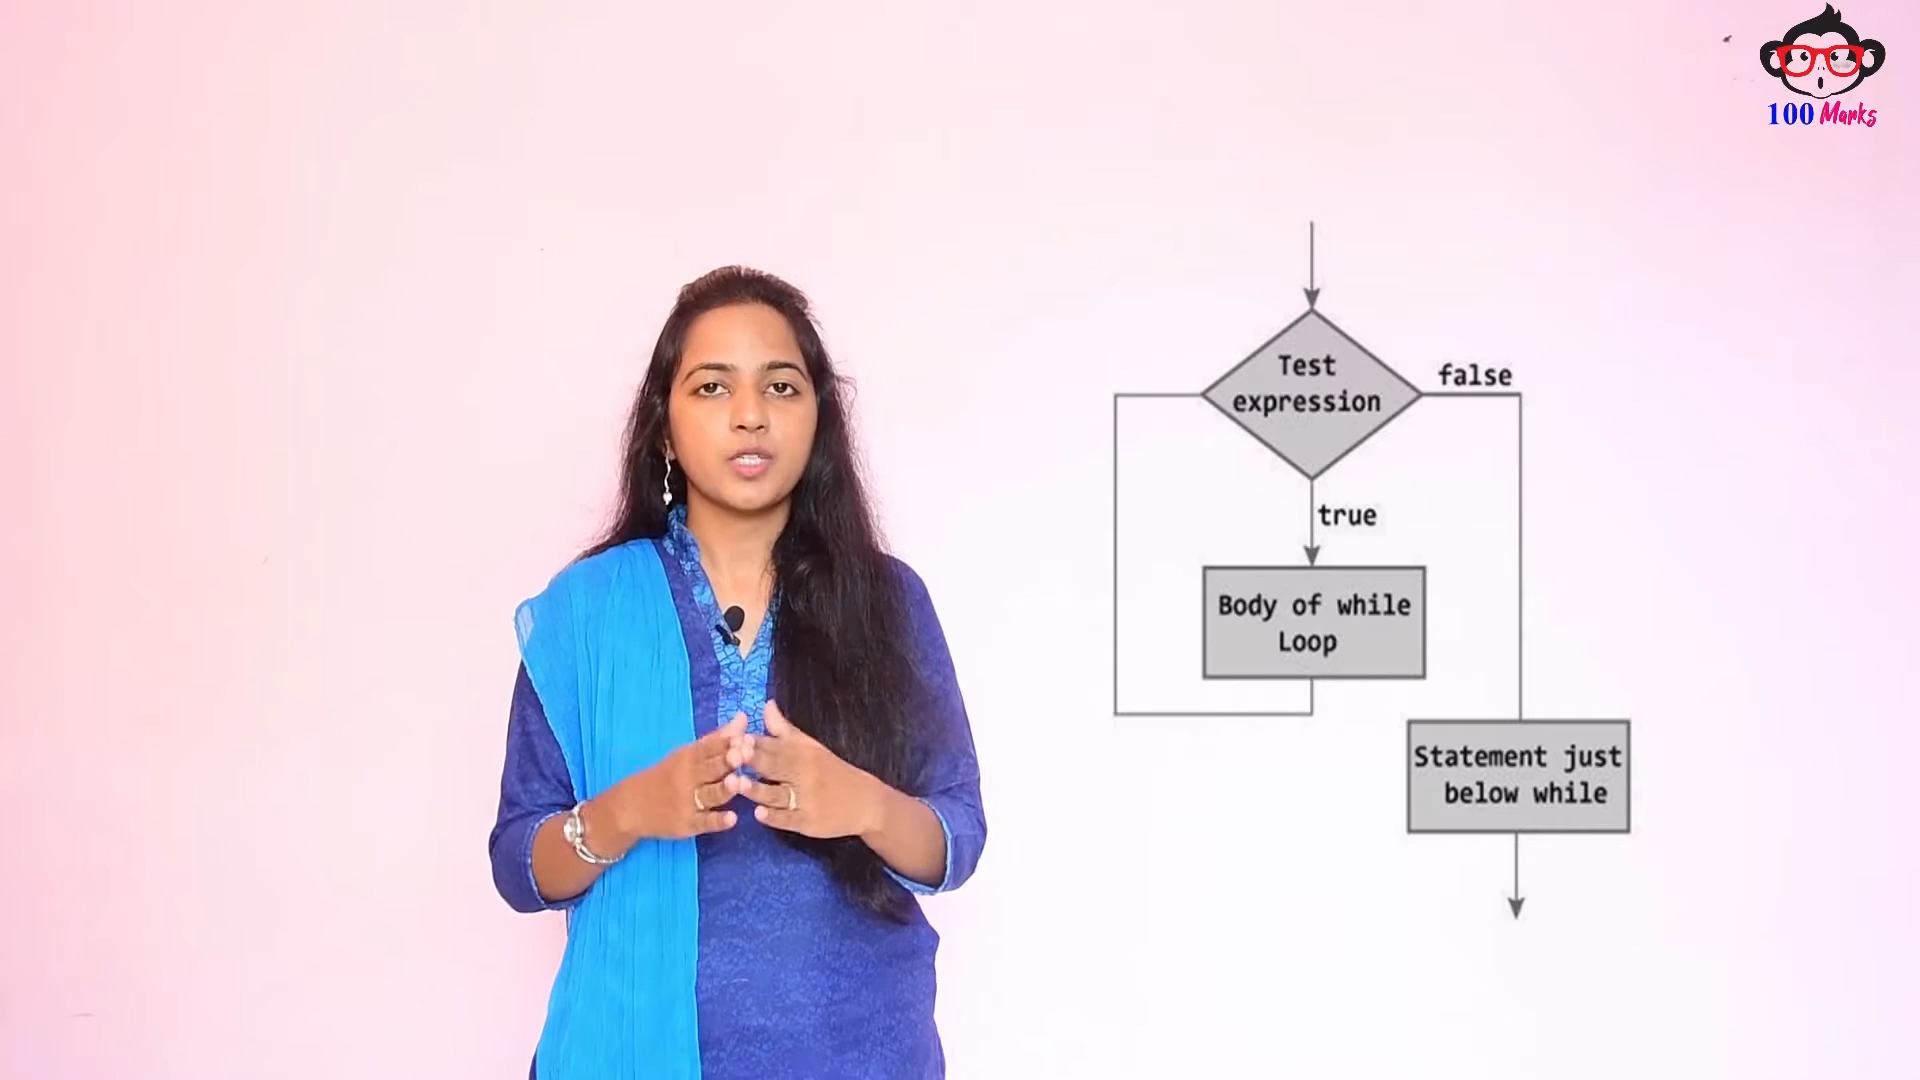 100 Marks
Test
expression
false
true
Body of while
Loop
Statement just
below while